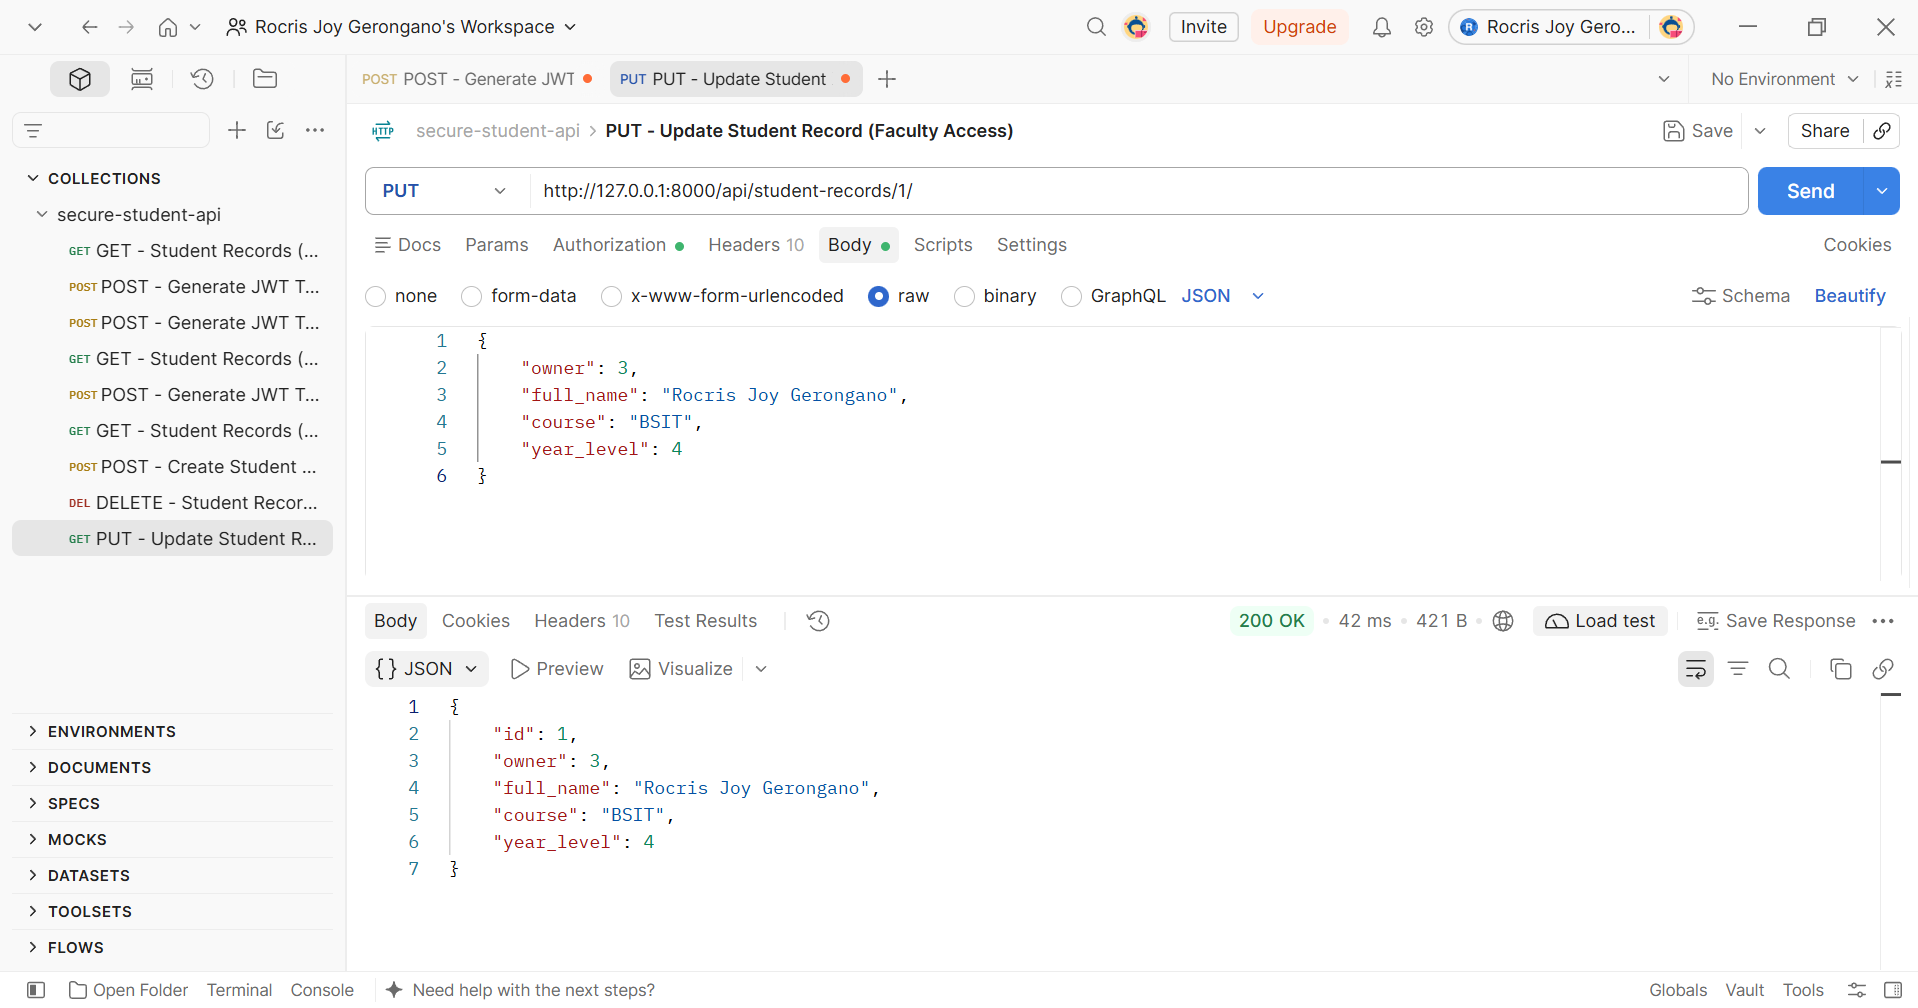 Rocris Joy Gerongano's Workspace
Invite
Upgrade
R
Rocris Joy Gero...
POST POST - Generate JWT
PUT PUT - Update Student
No Environment
HTTP secure-student-api > PUT - Update Student Record (Faculty Access)
Save
Share
COLLECTIONS
secure-student-api
GET GET - Student Records (...
POST POST - Generate JWT T...
POST POST - Generate JWT T...
GET GET - Student Records (...
POST POST - Generate JWT T...
GET GET - Student Records (...
POST POST - Create Student ...
DEL DELETE - Student Recor...
GET PUT - Update Student R...
ENVIRONMENTS
DOCUMENTS
SPECS
MOCKS
DATASETS
TOOLSETS
FLOWS
PUT
http://127.0.0.1:8000/api/student-records/1/
Send
Docs Params Authorization Headers 10 Body Scripts Settings
Cookies
none form-data x-www-form-urlencoded raw binary GraphQL JSON
Schema Beautify
1 {
2 "owner": 3,
3 "full_name": "Rocris Joy Gerongano",
4 "course": "BSIT",
5 "year_level": 4
6 }
Body Cookies Headers 10 Test Results
200 OK • 42 ms • 421 B •
Load test
e.g. Save Response
{} JSON Preview Visualize
1 {
2 "id": 1,
3 "owner": 3,
4 "full_name": "Rocris Joy Gerongano",
5 "course": "BSIT",
6 "year_level": 4
7 }
Open Folder Terminal Console
Need help with the next steps?
Globals Vault Tools